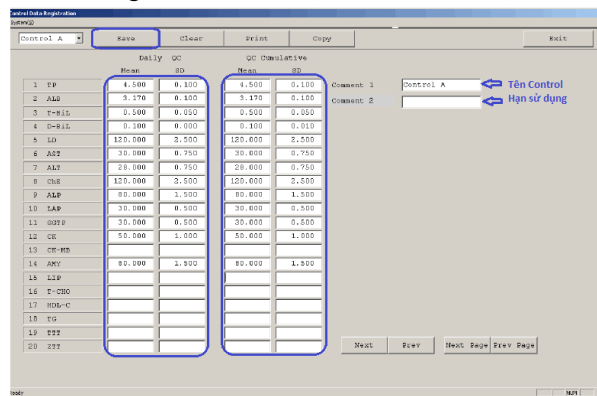 Control Data Registration
System(S)
Control A Save Clear Print Copy Exit
Daily QC QC Cumulative
Mean SD Mean SD
1 TP 4.500 0.100 4.500 0.100 Comment 1 Control A Tên Control
2 ALB 3.170 0.100 3.170 0.100 Comment 2 Hạn sử dụng
3 T-BiL 0.500 0.050 0.500 0.050
4 D-BiL 0.100 0.000 0.100 0.010
5 LD 120.000 2.500 120.000 2.500
6 AST 30.000 0.750 30.000 0.750
7 ALT 28.000 0.750 28.000 0.750
8 ChE 120.000 2.500 120.000 2.500
9 ALP 80.000 1.500 80.000 1.500
10 LAP 30.000 0.500 30.000 0.500
11 GGTP 30.000 0.500 30.000 0.500
12 CK 50.000 1.000 50.000 1.000
13 CK-MB
14 AMY 80.000 1.500 80.000 1.500
15 LIP
16 T-CHO
17 HDL-C
18 TG
19 TTT
20 ZTT
Next Prev Next Page Prev Page
Ready NUM